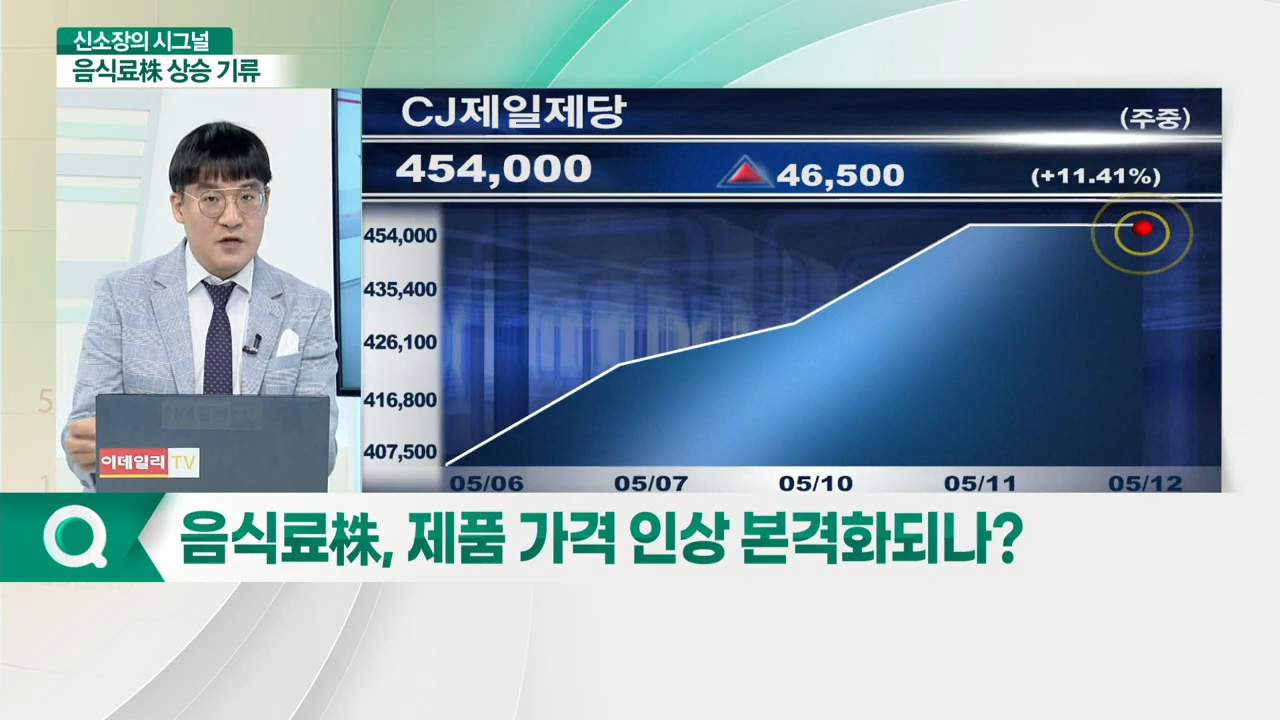 신소장의 시그널
음식료株 상승 기류
CJ제일제당
(주중)
454,000
46,500
(+11.41%)
454,000
435,400
426,100
416,800
407,500
05/06
05/07
05/10
05/11
05/12
5
1
이데일리 TV
음식료株, 제품 가격 인상 본격화되나?